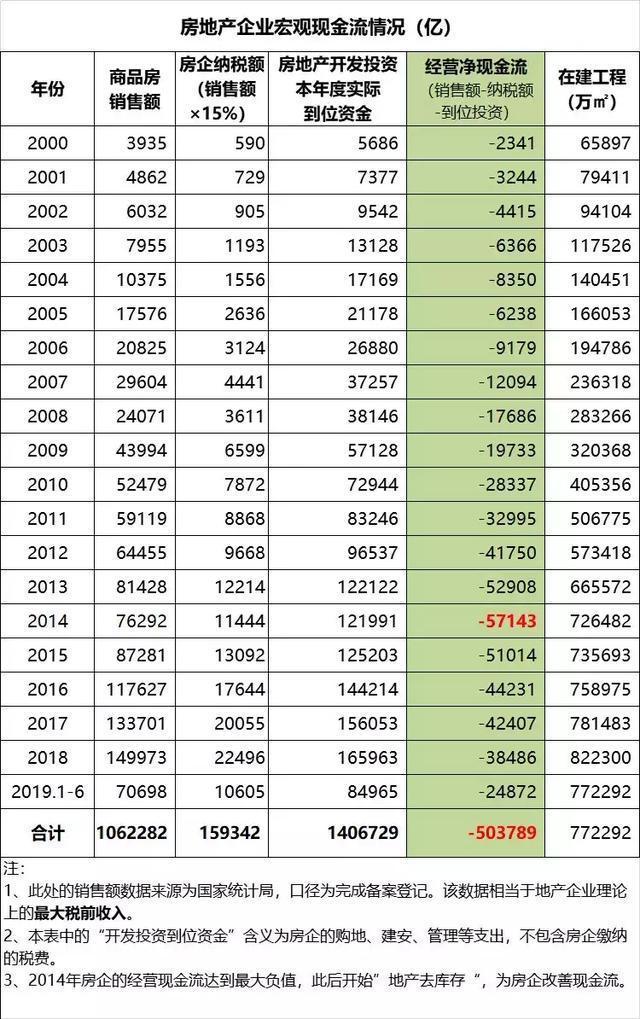 房地产企业宏观现金流情况（亿）
年份 商品房销售额 房企纳税额（销售额×15%） 房地产开发投资本年度实际到位资金 经营净现金流（销售额-纳税额-到位投资） 在建工程（万㎡）
2000 3935 590 5686 -2341 65897
2001 4862 729 7377 -3244 79411
2002 6032 905 9542 -4415 94104
2003 7955 1193 13128 -6366 117526
2004 10375 1556 17169 -8350 140451
2005 17576 2636 21178 -6238 166053
2006 20825 3124 26880 -9179 194786
2007 29604 4441 37257 -12094 236318
2008 24071 3611 38146 -17686 283266
2009 43994 6599 57128 -19733 320368
2010 52479 7872 72944 -28337 405356
2011 59119 8868 83246 -32995 506775
2012 64455 9668 96537 -41750 573418
2013 81428 12214 122122 -52908 665572
2014 76292 11444 121991 -57143 726482
2015 87281 13092 125203 -51014 735693
2016 117627 17644 144214 -44231 758975
2017 133701 20055 156053 -42407 781483
2018 149973 22496 165963 -38486 822300
2019.1-6 70698 10605 84965 -24872 772292
合计 1062282 159342 1406729 -503789 772292
注：
1、此处的销售额数据来源为国家统计局，口径为完成备案登记。该数据相当于地产企业理论
上的最大税前收入。
2、本表中的“开发投资到位资金”含义为房企的购地、建安、管理等支出，不包含房企缴纳
的税费。
3、2014年房企的经营现金流达到最大负值，此后开始”地产去库存“，为房企改善现金流。